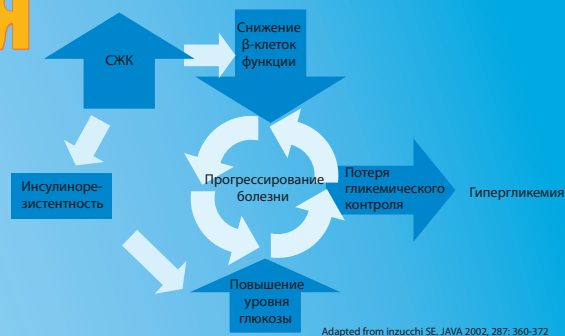 Я
СЖК
Снижение
β-клеток
функции
Инсулиноре-
зистентность
Прогрессирование
болезни
Потеря
гликемического
контроля
Гипергликемия
Повышение
уровня
глюкозы
Adapted from inzucchi SE, JAVA 2002, 287: 360-372